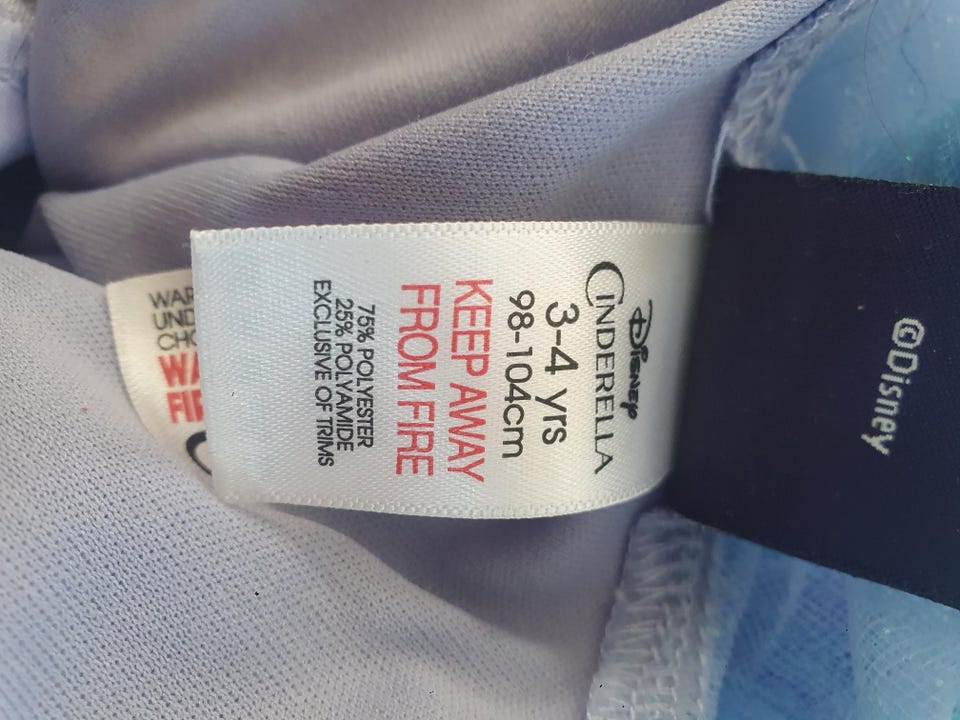 Disney
CINDERELLA
3-4 yrs
98-104cm
KEEP AWAY
FROM FIRE
75% POLYESTER
25% POLYAMIDE
EXCLUSIVE OF TRIMS
©Disney